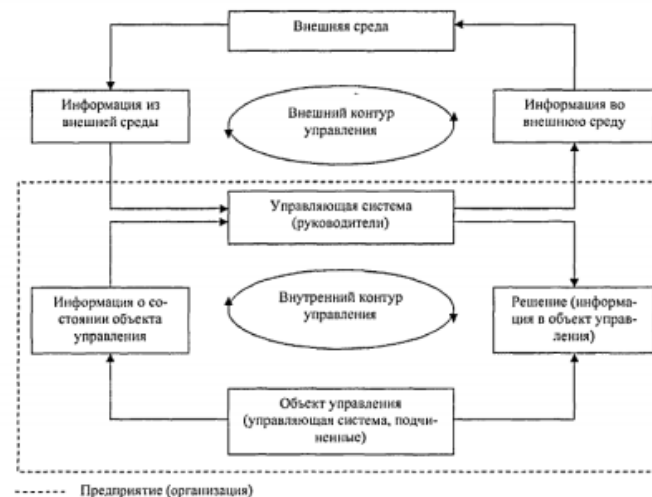 Внешняя среда
Информация из
внешней среды
Внешний контур
управления
Информация во
внешнюю среду
Управляющая система
(руководители)
Информация о со-
стоянии объекта
управления
Внутренний контур
управления
Решение (информа-
ция в объект управ-
ления)
Объект управления
(управляющая система, подчи-
ненные)
Предприятие (организация)